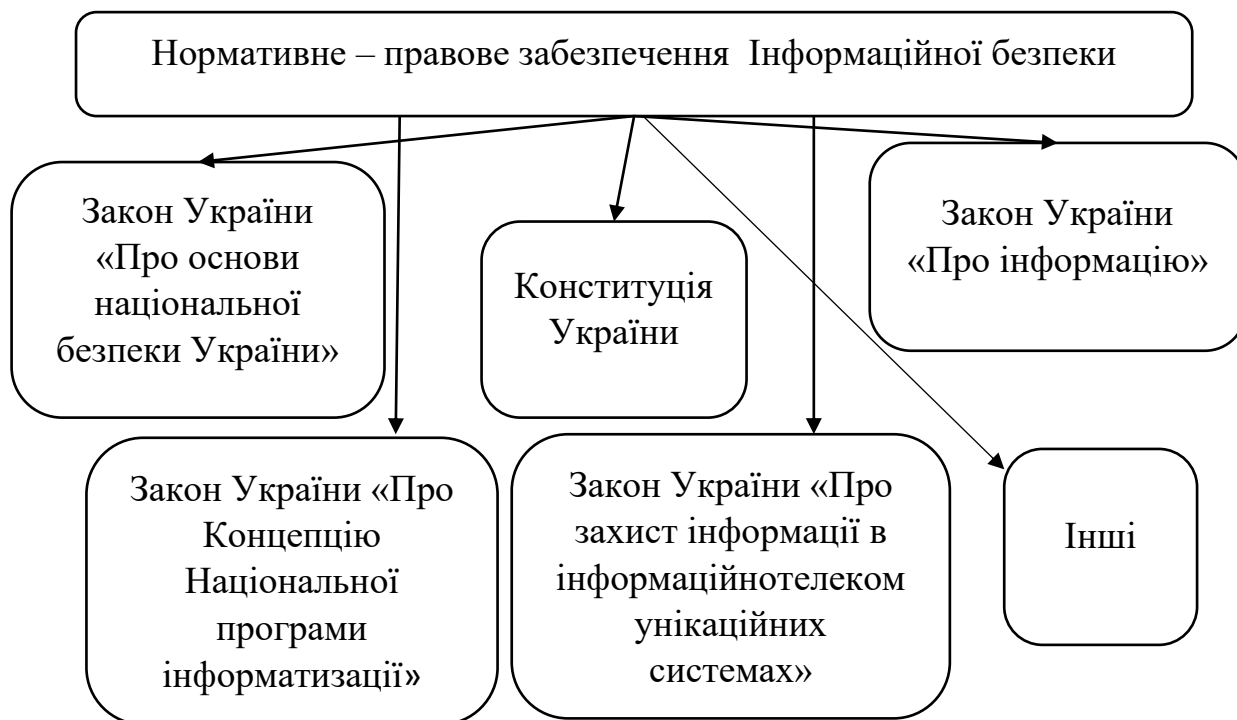 Нормативне – правове забезпечення Інформаційної безпеки
Закон України
«Про основи
національної
безпеки України»
Конституція
України
Закон України
«Про інформацію»
Закон України «Про
Концепцію
Національної
програми
інформатизації»
Закон України «Про
захист інформації в
інформаційнотелеком
унікаційних
системах»
Інші